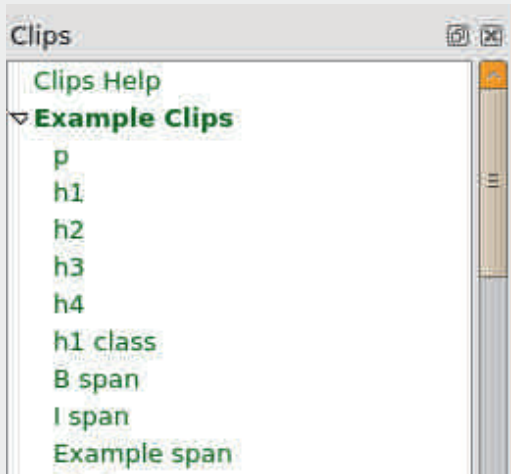 Clips
Clips Help
Example Clips
p
h1
h2
h3
h4
h1 class
B span
I span
Example span